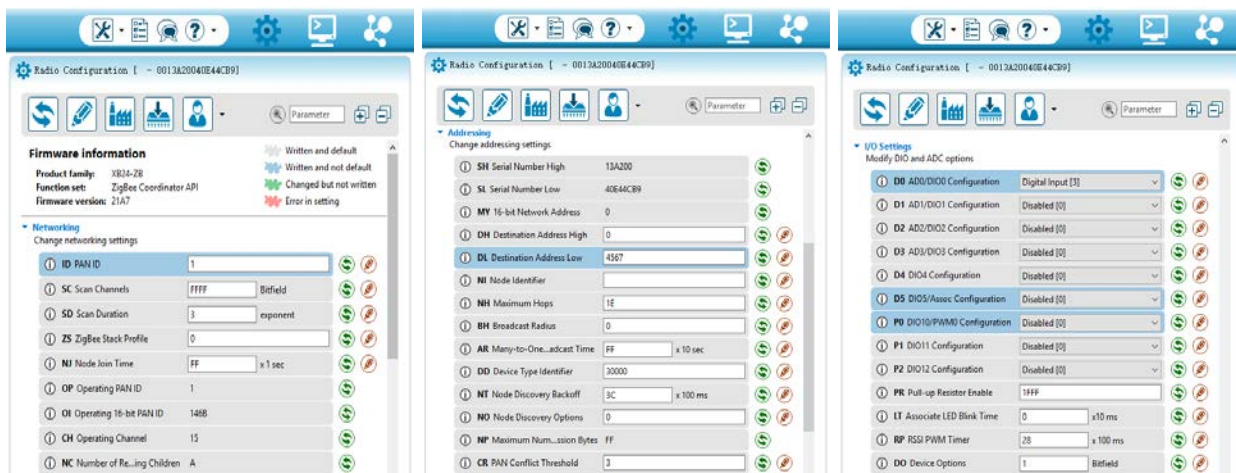 Radio Configuration [ - 0013A20040E44CB9]
Parameter
Firmware information
Product family: XB24-ZB
Function set: ZigBee Coordinator API
Firmware version: 21A7
Written and default
Written and not default
Changed but not written
Error in setting
Networking
Change networking settings
ID PAN ID 1
SC Scan Channels FFFF Bitfield
SD Scan Duration 3 exponent
ZS ZigBee Stack Profile 0
NJ Node Join Time FF x 1 sec
OP Operating PAN ID 1
OI Operating 16-bit PAN ID 146B
CH Operating Channel 15
NC Number of Re...ing Children A
Radio Configuration [ - 0013A20040E44CB9]
Parameter
Addressing
Change addressing settings
SH Serial Number High 13A200
SL Serial Number Low 40E44CB9
MY 16-bit Network Address 0
DH Destination Address High 0
DL Destination Address Low 4567
NI Node Identifier
NH Maximum Hops 1E
BH Broadcast Radius 0
AR Many-to-One...adcast Time FF x 10 sec
DD Device Type Identifier 30000
NT Node Discovery Backoff 3C x 100 ms
NO Node Discovery Options 0
NP Maximum Num...ssion Bytes FF
CR PAN Conflict Threshold 3
Radio Configuration [ - 0013A20040E44CB9]
Parameter
I/O Settings
Modify DIO and ADC options
D0 AD0/DIO0 Configuration Digital Input [3]
D1 AD1/DIO1 Configuration Disabled [0]
D2 AD2/DIO2 Configuration Disabled [0]
D3 AD3/DIO3 Configuration Disabled [0]
D4 DIO4 Configuration Disabled [0]
D5 DIO5/Assoc Configuration Disabled [0]
P0 DIO10/PWM0 Configuration Disabled [0]
P1 DIO11 Configuration Disabled [0]
P2 DIO12 Configuration Disabled [0]
PR Pull-up Resistor Enable 1FFF
LT Associate LED Blink Time 0 x10 ms
RP RSSI PWM Timer 28 x 100 ms
DO Device Options 1 Bitfield